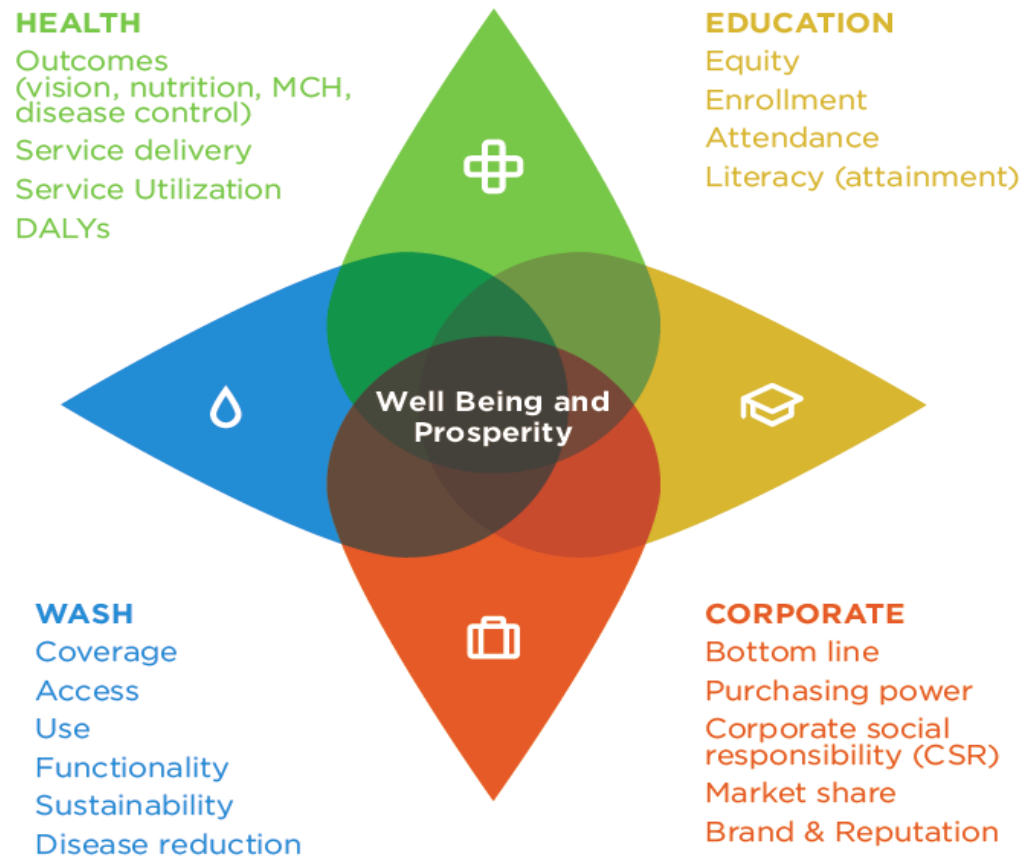 HEALTH
Outcomes
(vision, nutrition, MCH,
disease control)
Service delivery
Service Utilization
DALYs
EDUCATION
Equity
Enrollment
Attendance
Literacy (attainment)
Well Being and
Prosperity
WASH
Coverage
Access
Use
Functionality
Sustainability
Disease reduction
CORPORATE
Bottom line
Purchasing power
Corporate social
responsibility (CSR)
Market share
Brand & Reputation